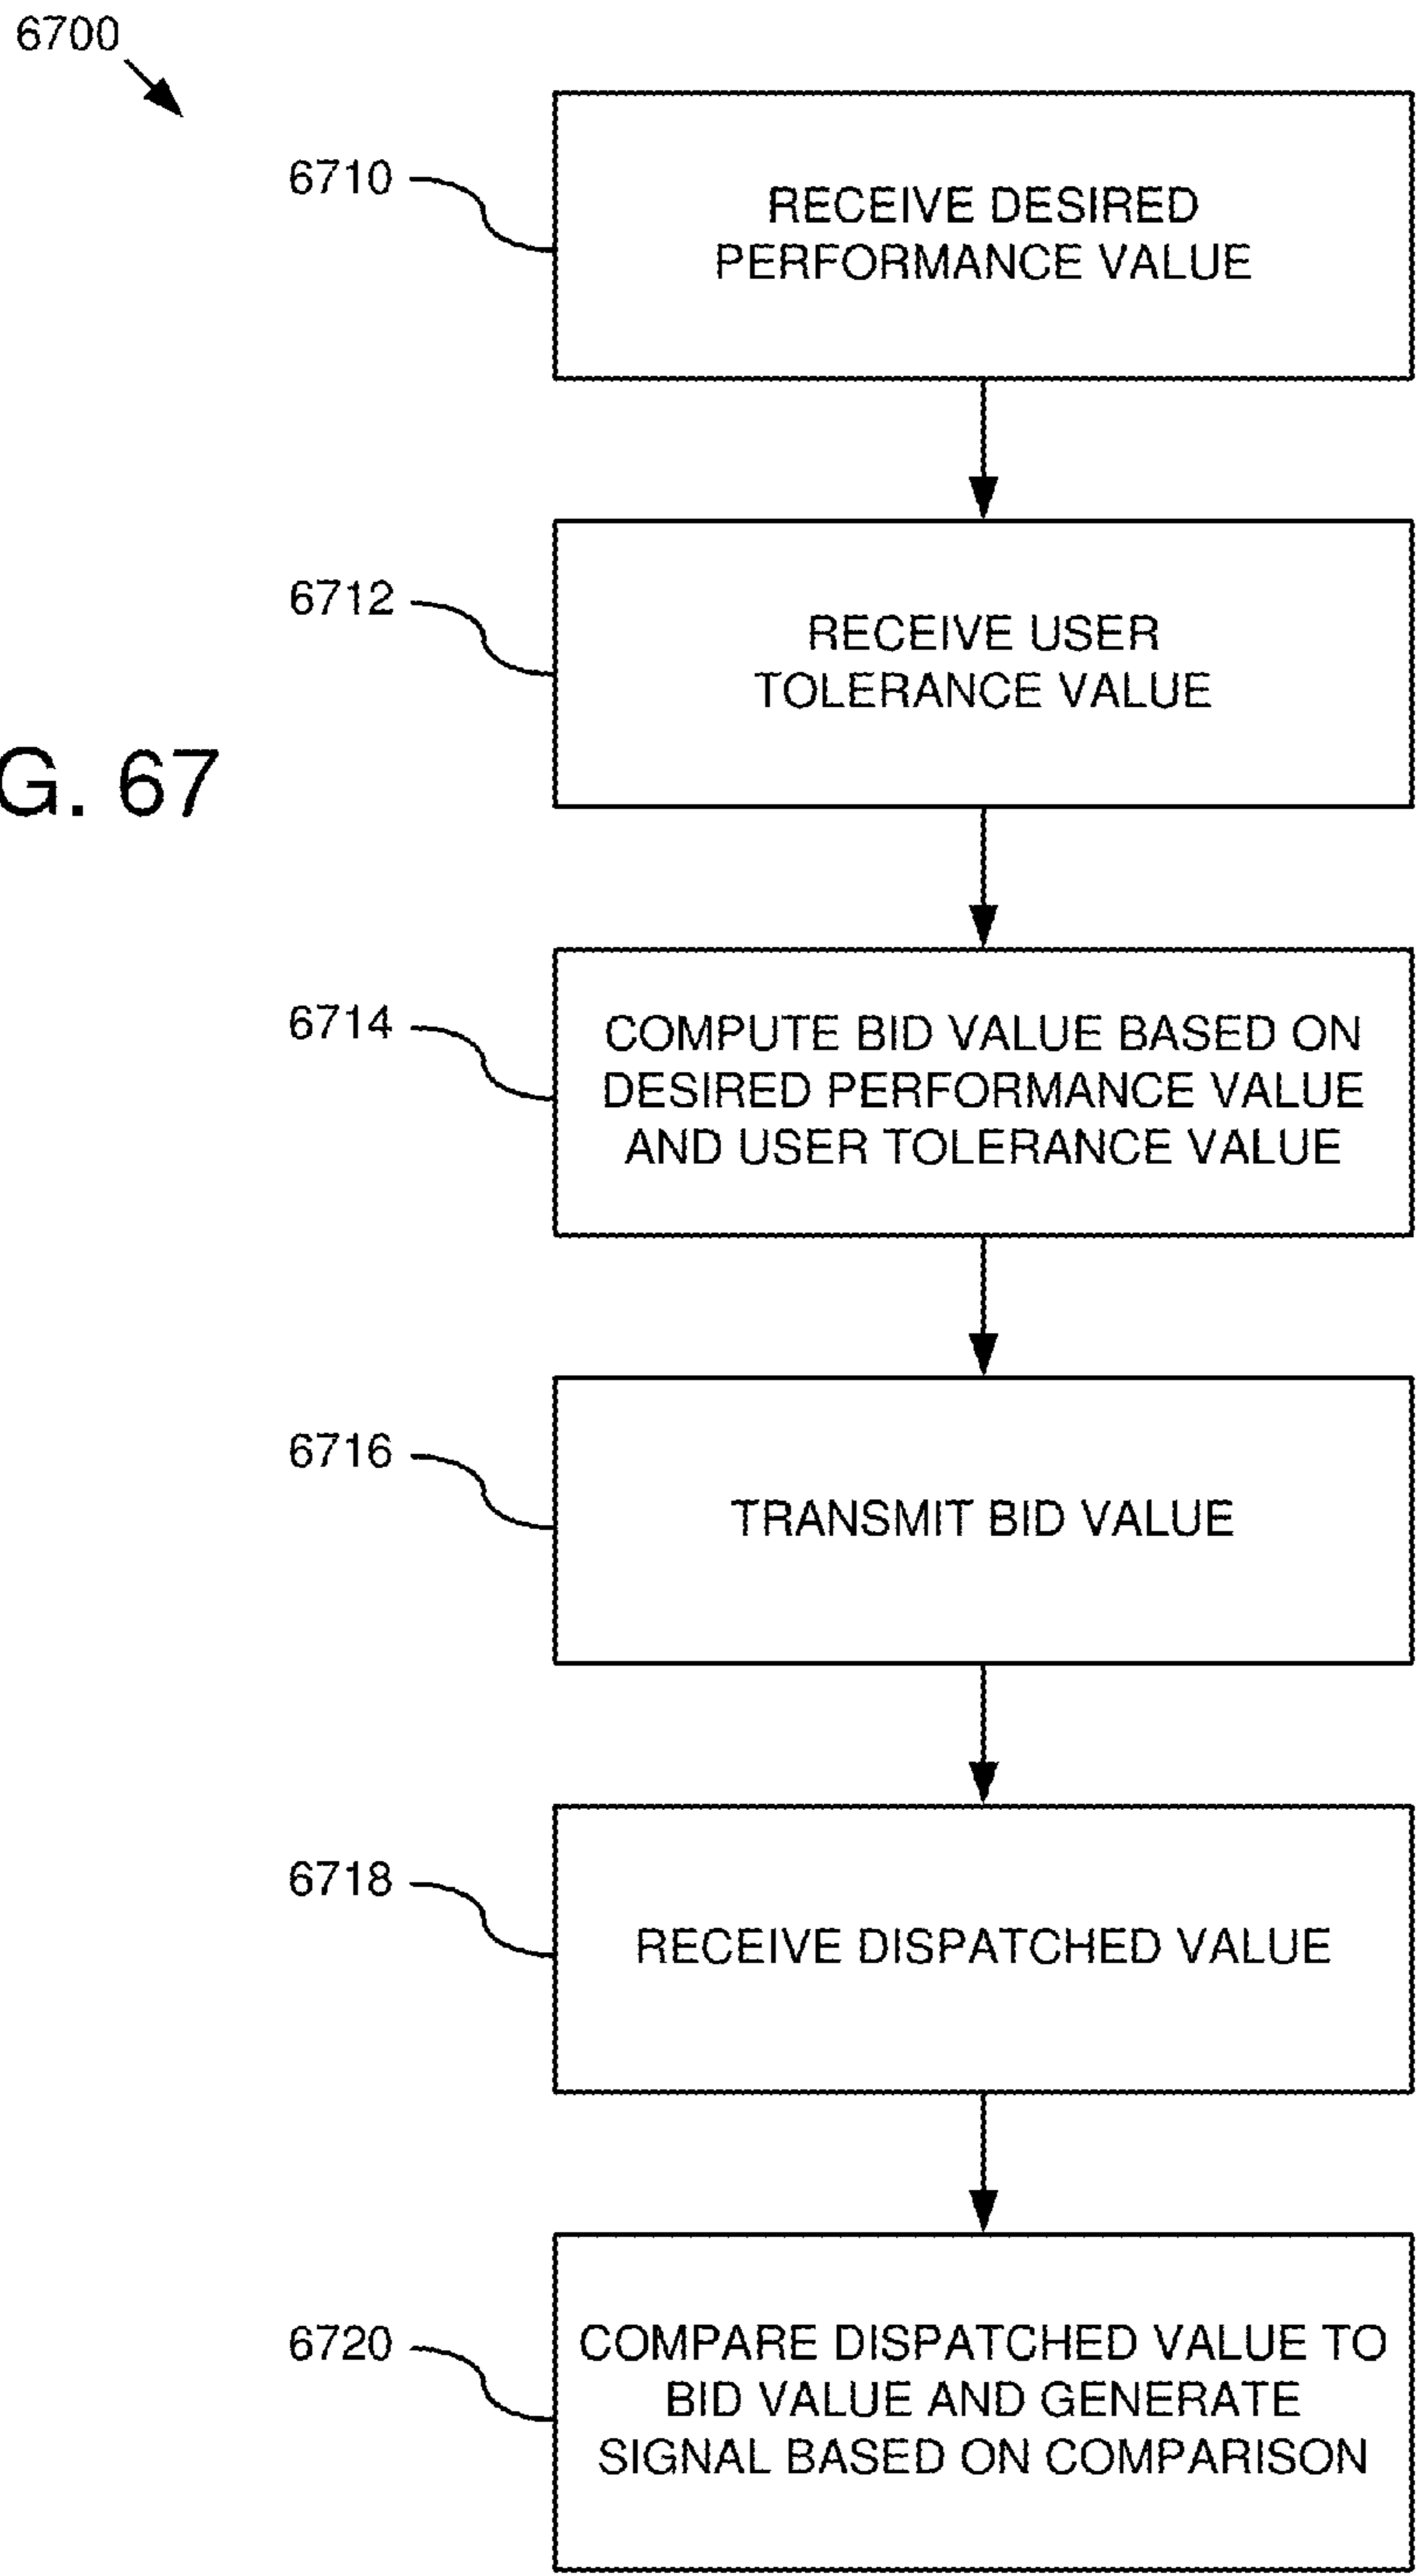 6700
6710
RECEIVE DESIRED
PERFORMANCE VALUE
6712
RECEIVE USER
TOLERANCE VALUE
G. 67
6714
COMPUTE BID VALUE BASED ON
DESIRED PERFORMANCE VALUE
AND USER TOLERANCE VALUE
6716
TRANSMIT BID VALUE
6718
RECEIVE DISPATCHED VALUE
6720
COMPARE DISPATCHED VALUE TO
BID VALUE AND GENERATE
SIGNAL BASED ON COMPARISON